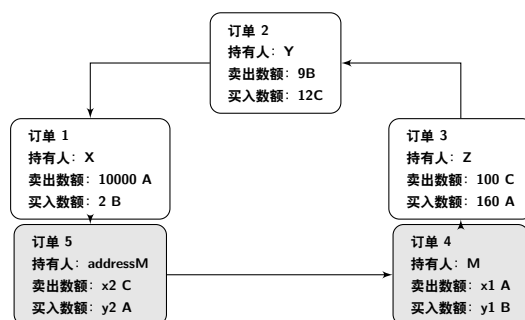 订单 2
持有人：Y
卖出数额：9B
买入数额：12C
订单 1
持有人：X
卖出数额：10000 A
买入数额：2 B
订单 3
持有人：Z
卖出数额：100 C
买入数额：160 A
订单 5
持有人：addressM
卖出数额：x2 C
买入数额：y2 A
订单 4
持有人：M
卖出数额：x1 A
买入数额：y1 B